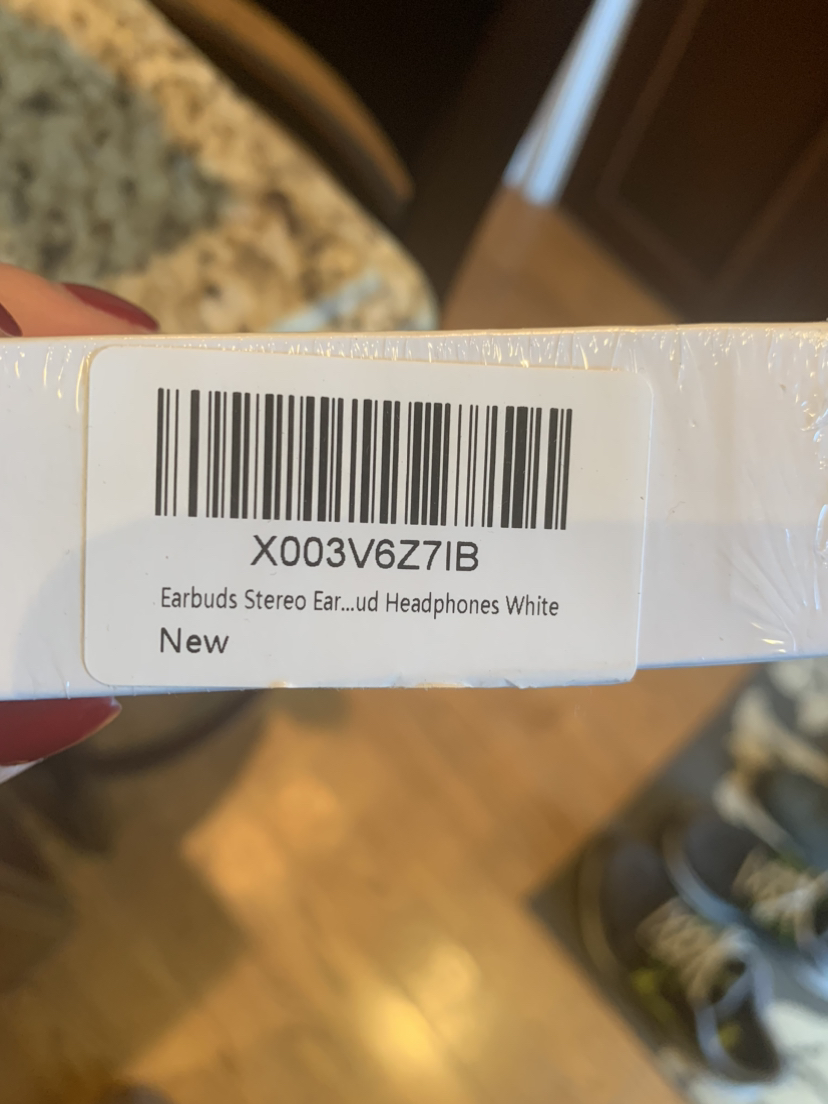 X003V6Z7IB
Earbuds Stereo Ear...ud Headphones White
New